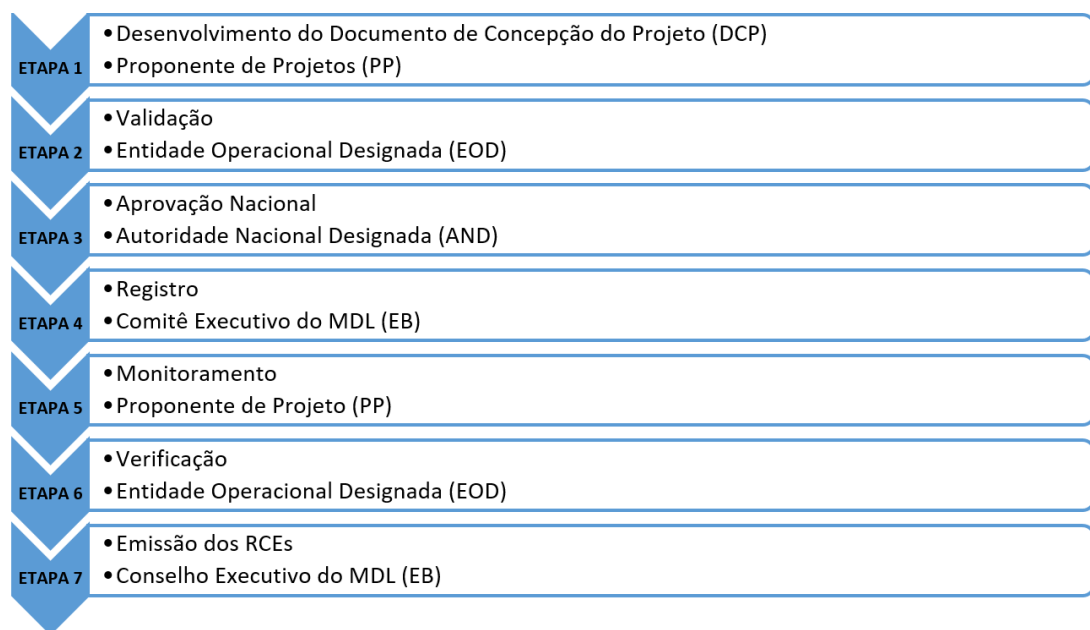 ETAPA 1
•Desenvolvimento do Documento de Concepção do Projeto (DCP)
•Proponente de Projetos (PP)
ETAPA 2
•Validação
•Entidade Operacional Designada (EOD)
ETAPA 3
•Aprovação Nacional
•Autoridade Nacional Designada (AND)
ETAPA 4
•Registro
•Comitê Executivo do MDL (EB)
ETAPA 5
•Monitoramento
•Proponente de Projeto (PP)
ETAPA 6
•Verificação
•Entidade Operacional Designada (EOD)
ETAPA 7
•Emissão dos RCEs
•Conselho Executivo do MDL (EB)